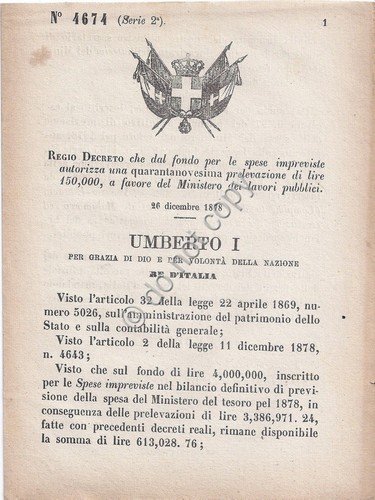 N° 4674 (Serie 2ª). 1
REGIO DECRETO che dal fondo per le spese impreviste
autorizza una quarantanovesima prelevazione di lire
150,000, a favore del Ministero dei lavori pubblici.
26 dicembre 1878
UMBERTO I
PER GRAZIA DI DIO E PER VOLONTÀ DELLA NAZIONE
RE D'ITALIA
Visto l'articolo 32 della legge 22 aprile 1869, nu-
mero 5026, sull'amministrazione del patrimonio dello
Stato e sulla contabilità generale;
Visto l'articolo 2 della legge 11 dicembre 1878,
n. 4643;
Visto che sul fondo di lire 4,000,000, inscritto
per le Spese impreviste nel bilancio definitivo di previ-
sione della spesa del Ministero del tesoro pel 1878, in
conseguenza delle prelevazioni di lire 3,386,971. 24,
fatte con precedenti decreti reali, rimane disponibile
la somma di lire 613,028. 76;
do not copy